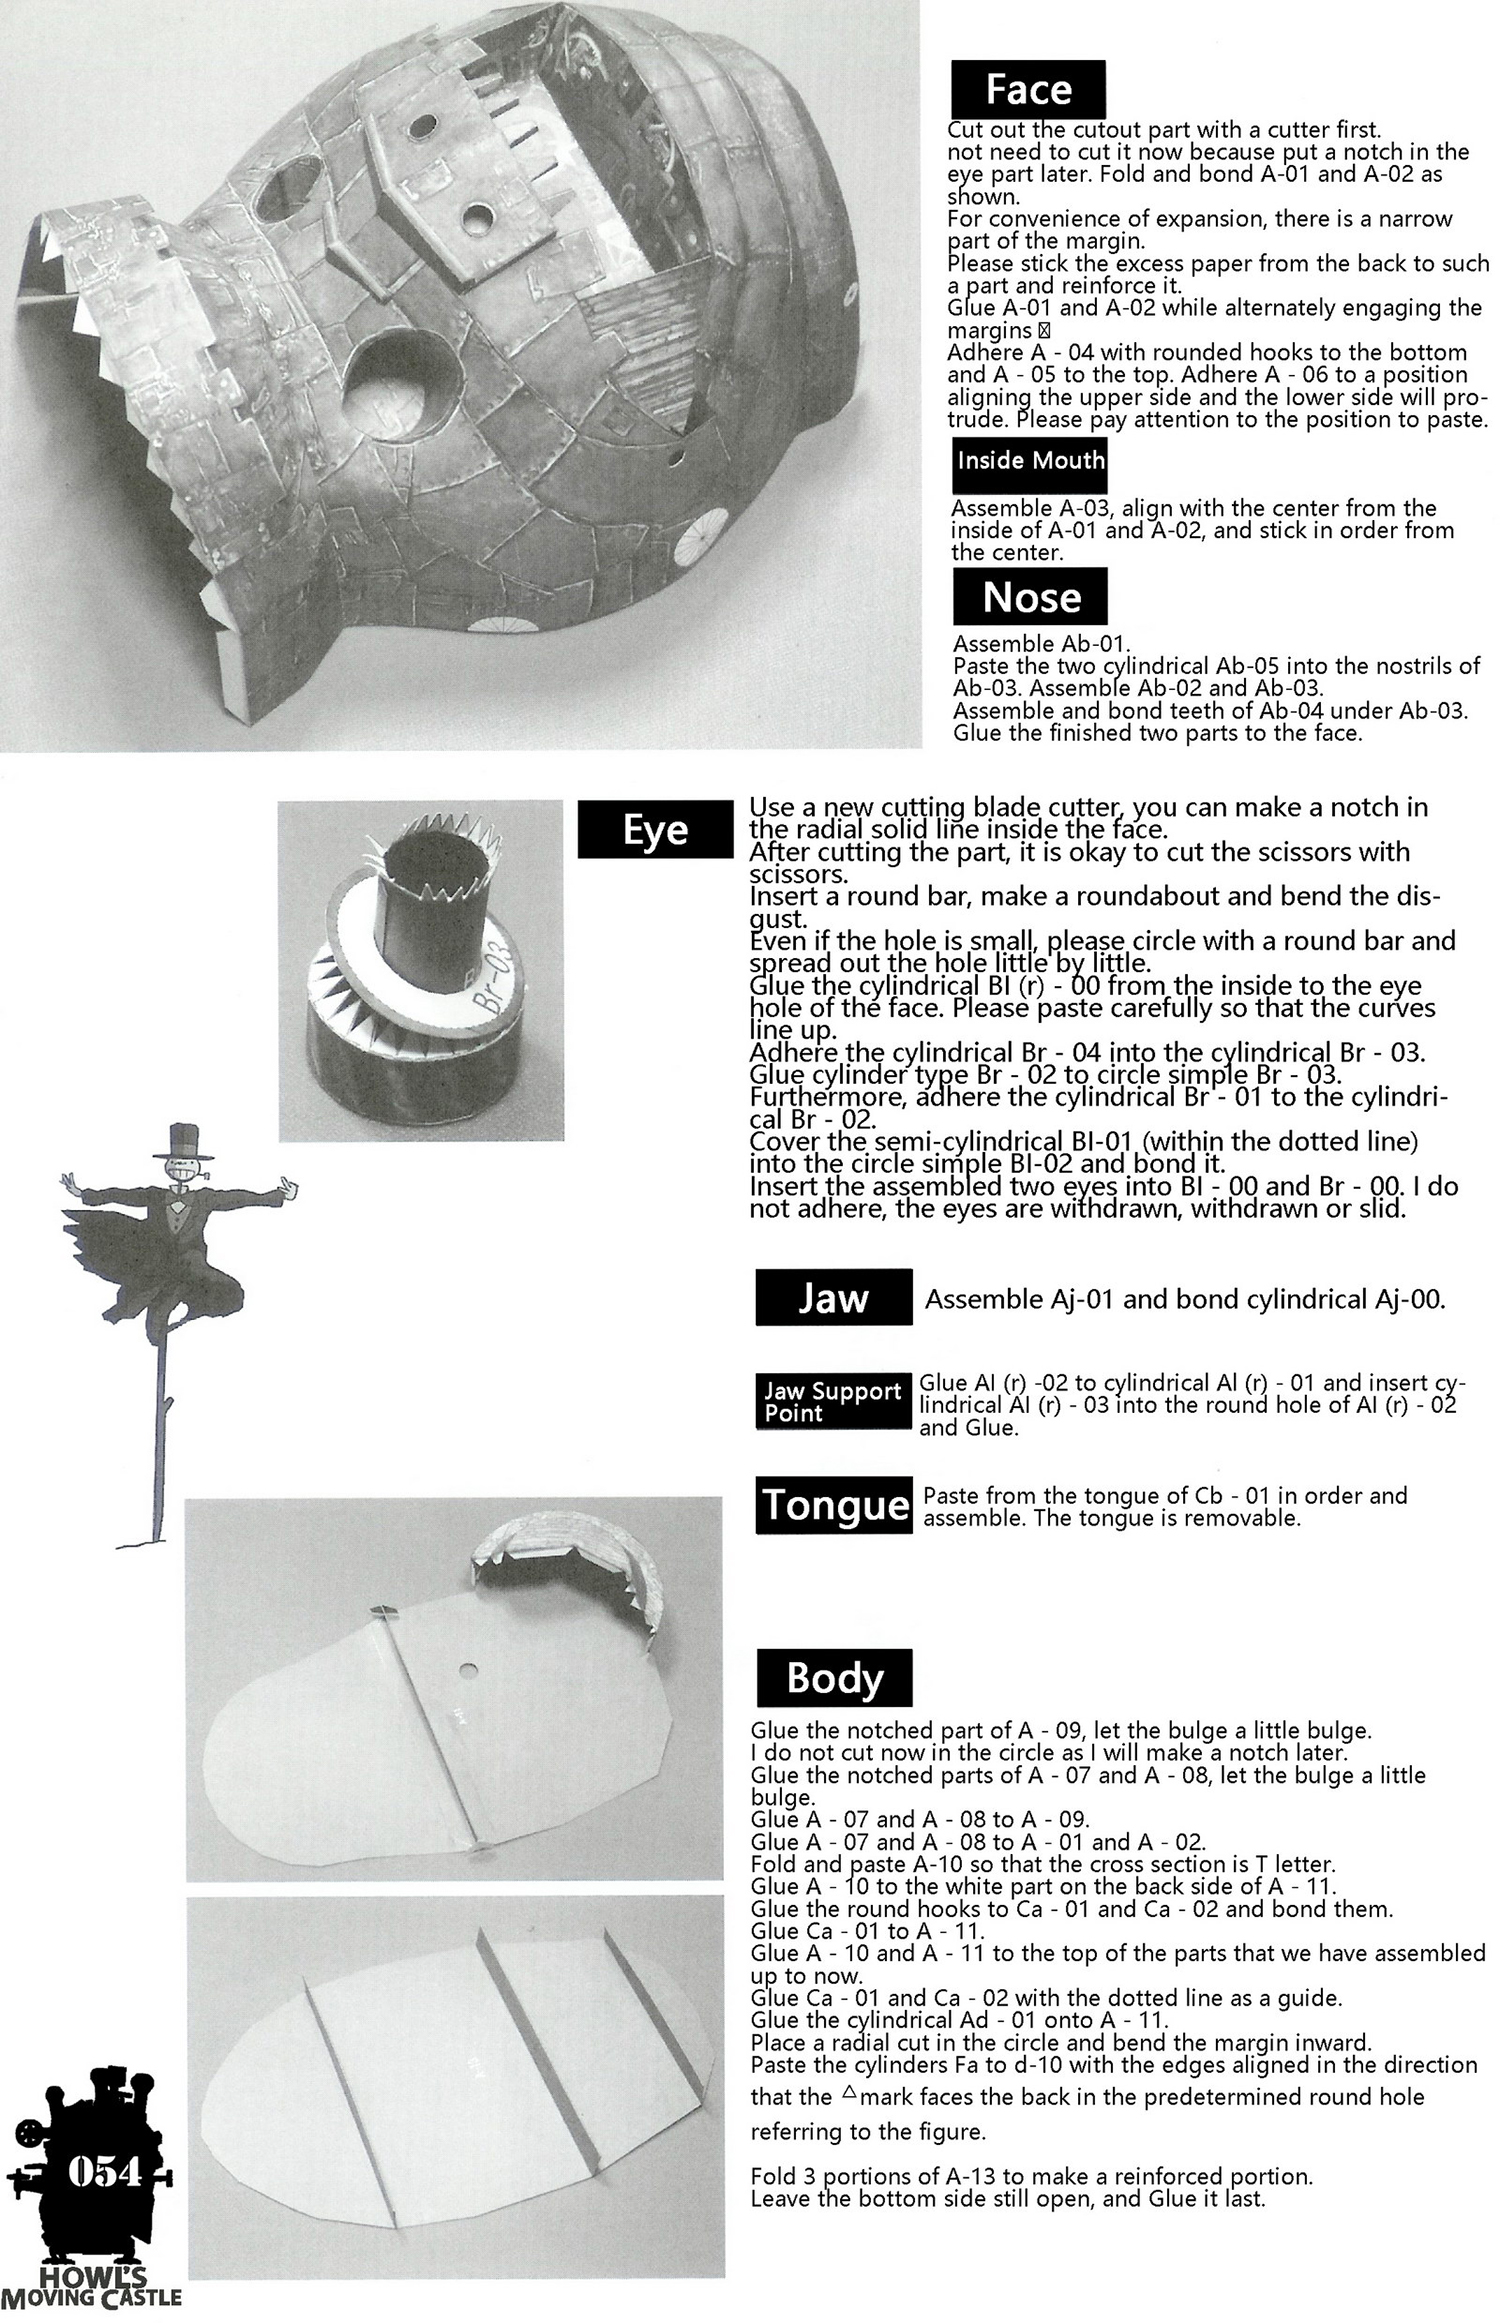 Face
Cut out the cutout part with a cutter first.
not need to cut it now because put a notch in the
eye part later. Fold and bond A-01 and A-02 as
shown.
For convenience of expansion, there is a narrow
part of the margin.
Please stick the excess paper from the back to such
a part and reinforce it.
Glue A-01 and A-02 while alternately engaging the
margins
Adhere A - 04 with rounded hooks to the bottom
and A - 05 to the top. Adhere A - 06 to a position
aligning the upper side and the lower side will pro-
trude. Please pay attention to the position to paste.
Inside Mouth
Assemble A-03, align with the center from the
inside of A-01 and A-02, and stick in order from
the center.
Nose
Assemble Ab-01.
Paste the two cylindrical Ab-05 into the nostrils of
Ab-03. Assemble Ab-02 and Ab-03.
Assemble and bond teeth of Ab-04 under Ab-03.
Glue the finished two parts to the face.
Br-03
Eye
Use a new cutting blade cutter, you can make a notch in
the radial solid line inside the face.
After cutting the part, it is okay to cut the scissors with
scissors.
Insert a round bar, make a roundabout and bend the dis-
gust.
Even if the hole is small, please circle with a round bar and
spread out the hole little by little.
Glue the cylindrical Bl (r) - 00 from the inside to the eye
hole of the face. Please paste carefully so that the curves
line up.
Adhere the cylindrical Br - 04 into the cylindrical Br - 03.
Glue cylinder type Br - 02 to circle simple Br - 03.
Furthermore, adhere the cylindrical Br - 01 to the cylindri-
cal Br - 02.
Cover the semi-cylindrical Bl-01 (within the dotted line)
into the circle simple Bl-02 and bond it.
Insert the assembled two eyes into Bl - 00 and Br - 00. I do
not adhere, the eyes are withdrawn, withdrawn or slid.
Jaw
Assemble Aj-01 and bond cylindrical Aj-00.
Jaw Support
Point
Glue Al (r) -02 to cylindrical Al (r) - 01 and insert cy-
lindrical Al (r) - 03 into the round hole of Al (r) - 02
and Glue.
Tongue
Paste from the tongue of Cb - 01 in order and
assemble. The tongue is removable.
Body
Glue the notched part of A - 09, let the bulge a little bulge.
I do not cut now in the circle as I will make a notch later.
Glue the notched parts of A - 07 and A - 08, let the bulge a little
bulge.
Glue A - 07 and A - 08 to A - 09.
Glue A - 07 and A - 08 to A - 01 and A - 02.
Fold and paste A-10 so that the cross section is T letter.
Glue A - 10 to the white part on the back side of A - 11.
Glue the round hooks to Ca - 01 and Ca - 02 and bond them.
Glue Ca - 01 to A - 11.
Glue A - 10 and A - 11 to the top of the parts that we have assembled
up to now.
Glue Ca - 01 and Ca - 02 with the dotted line as a guide.
Glue the cylindrical Ad - 01 onto A - 11.
Place a radial cut in the circle and bend the margin inward.
Paste the cylinders Fa to d-10 with the edges aligned in the direction
that the △mark faces the back in the predetermined round hole
referring to the figure.
Fold 3 portions of A-13 to make a reinforced portion.
Leave the bottom side still open, and Glue it last.
054
HOWL'S
MOVING CASTLE